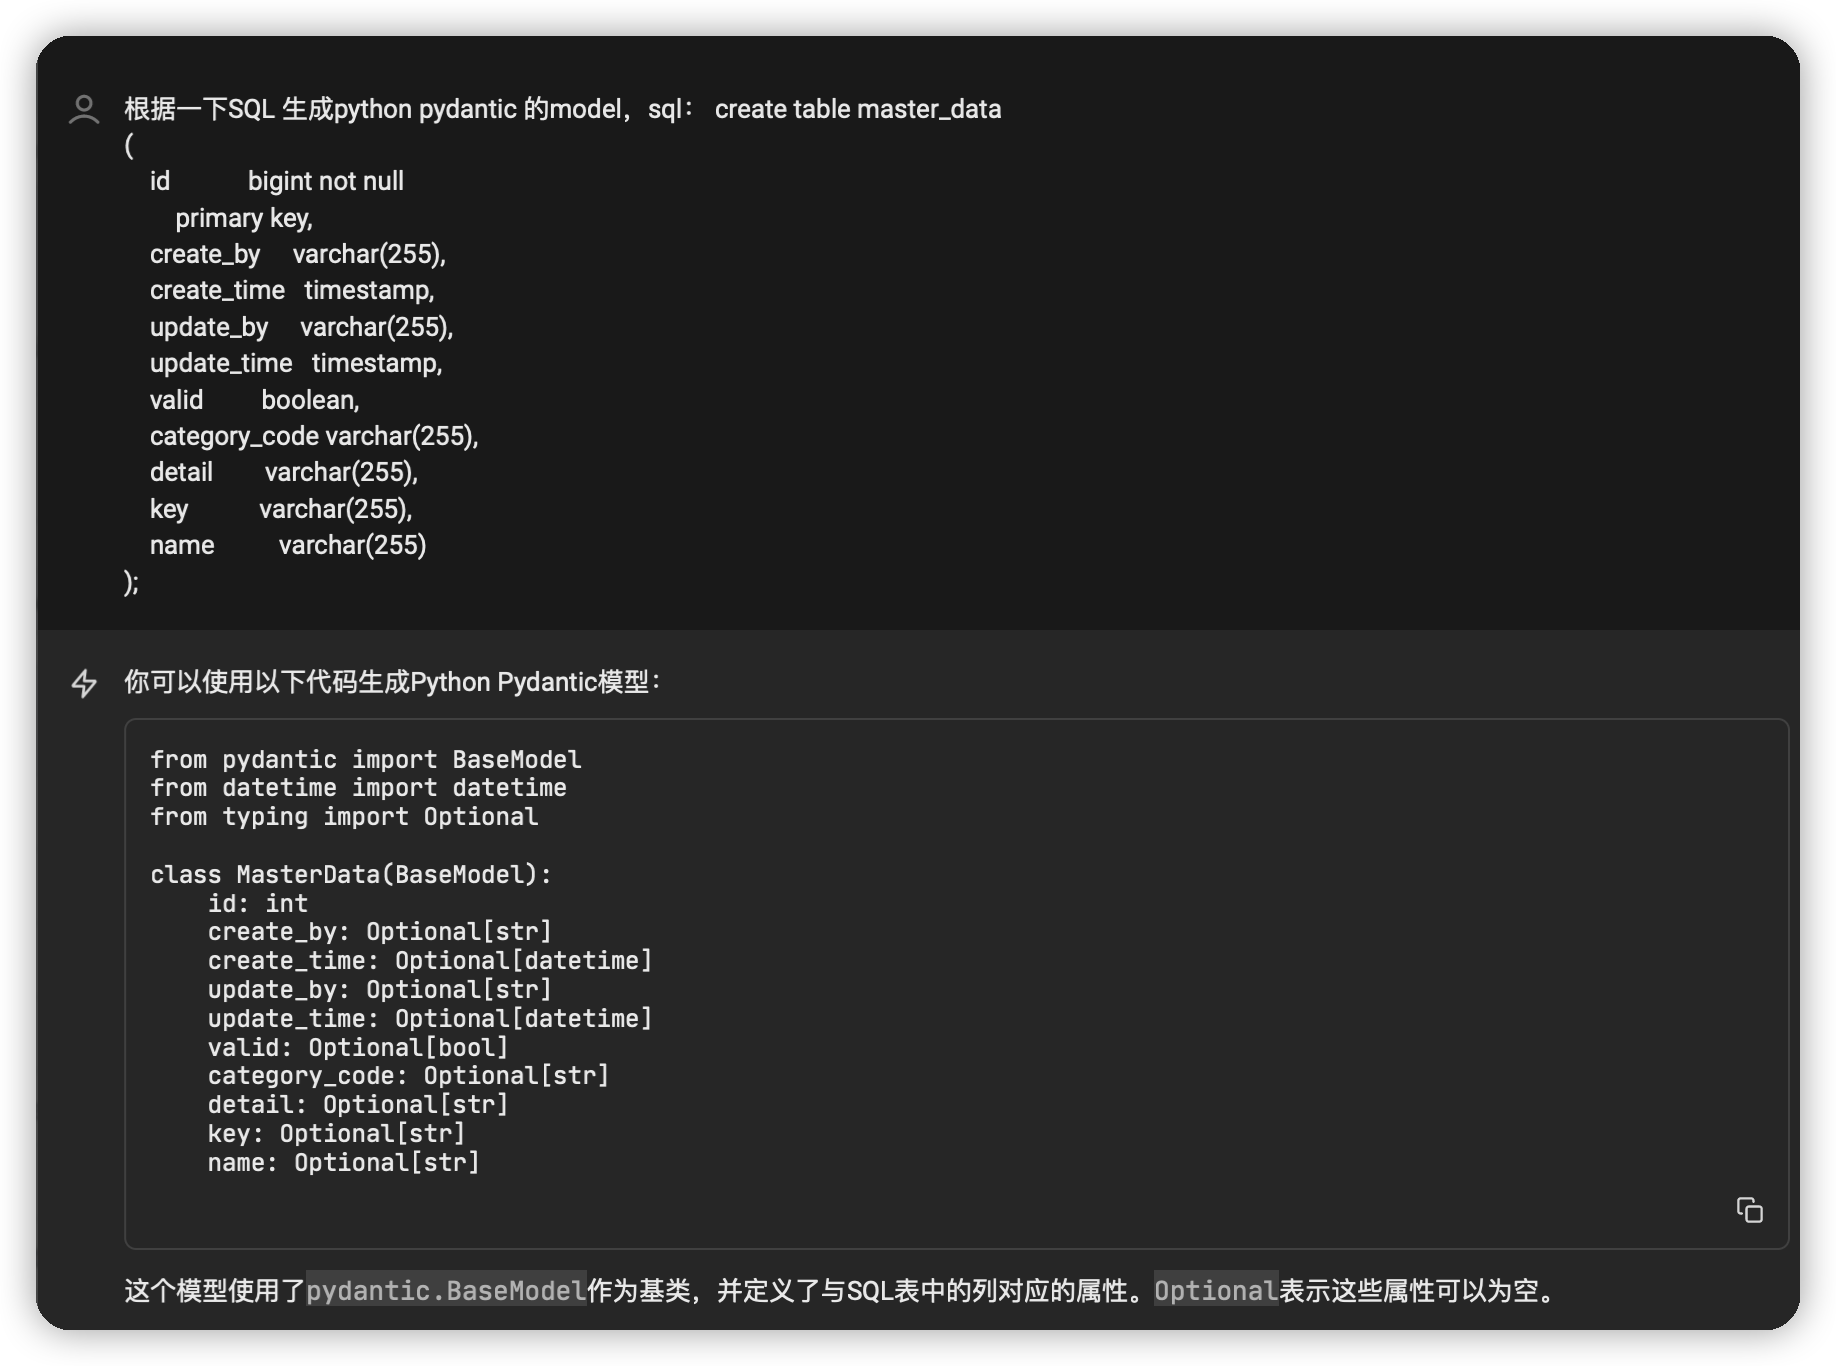 根据一下SQL 生成python pydantic 的model，sql： create table master_data
(
    id            bigint not null
        primary key,
    create_by     varchar(255),
    create_time   timestamp,
    update_by     varchar(255),
    update_time   timestamp,
    valid         boolean,
    category_code varchar(255),
    detail        varchar(255),
    key           varchar(255),
    name          varchar(255)
);
你可以使用以下代码生成Python Pydantic模型：
from pydantic import BaseModel
from datetime import datetime
from typing import Optional

class MasterData(BaseModel):
    id: int
    create_by: Optional[str]
    create_time: Optional[datetime]
    update_by: Optional[str]
    update_time: Optional[datetime]
    valid: Optional[bool]
    category_code: Optional[str]
    detail: Optional[str]
    key: Optional[str]
    name: Optional[str]
这个模型使用了pydantic.BaseModel作为基类，并定义了与SQL表中的列对应的属性。Optional表示这些属性可以为空。